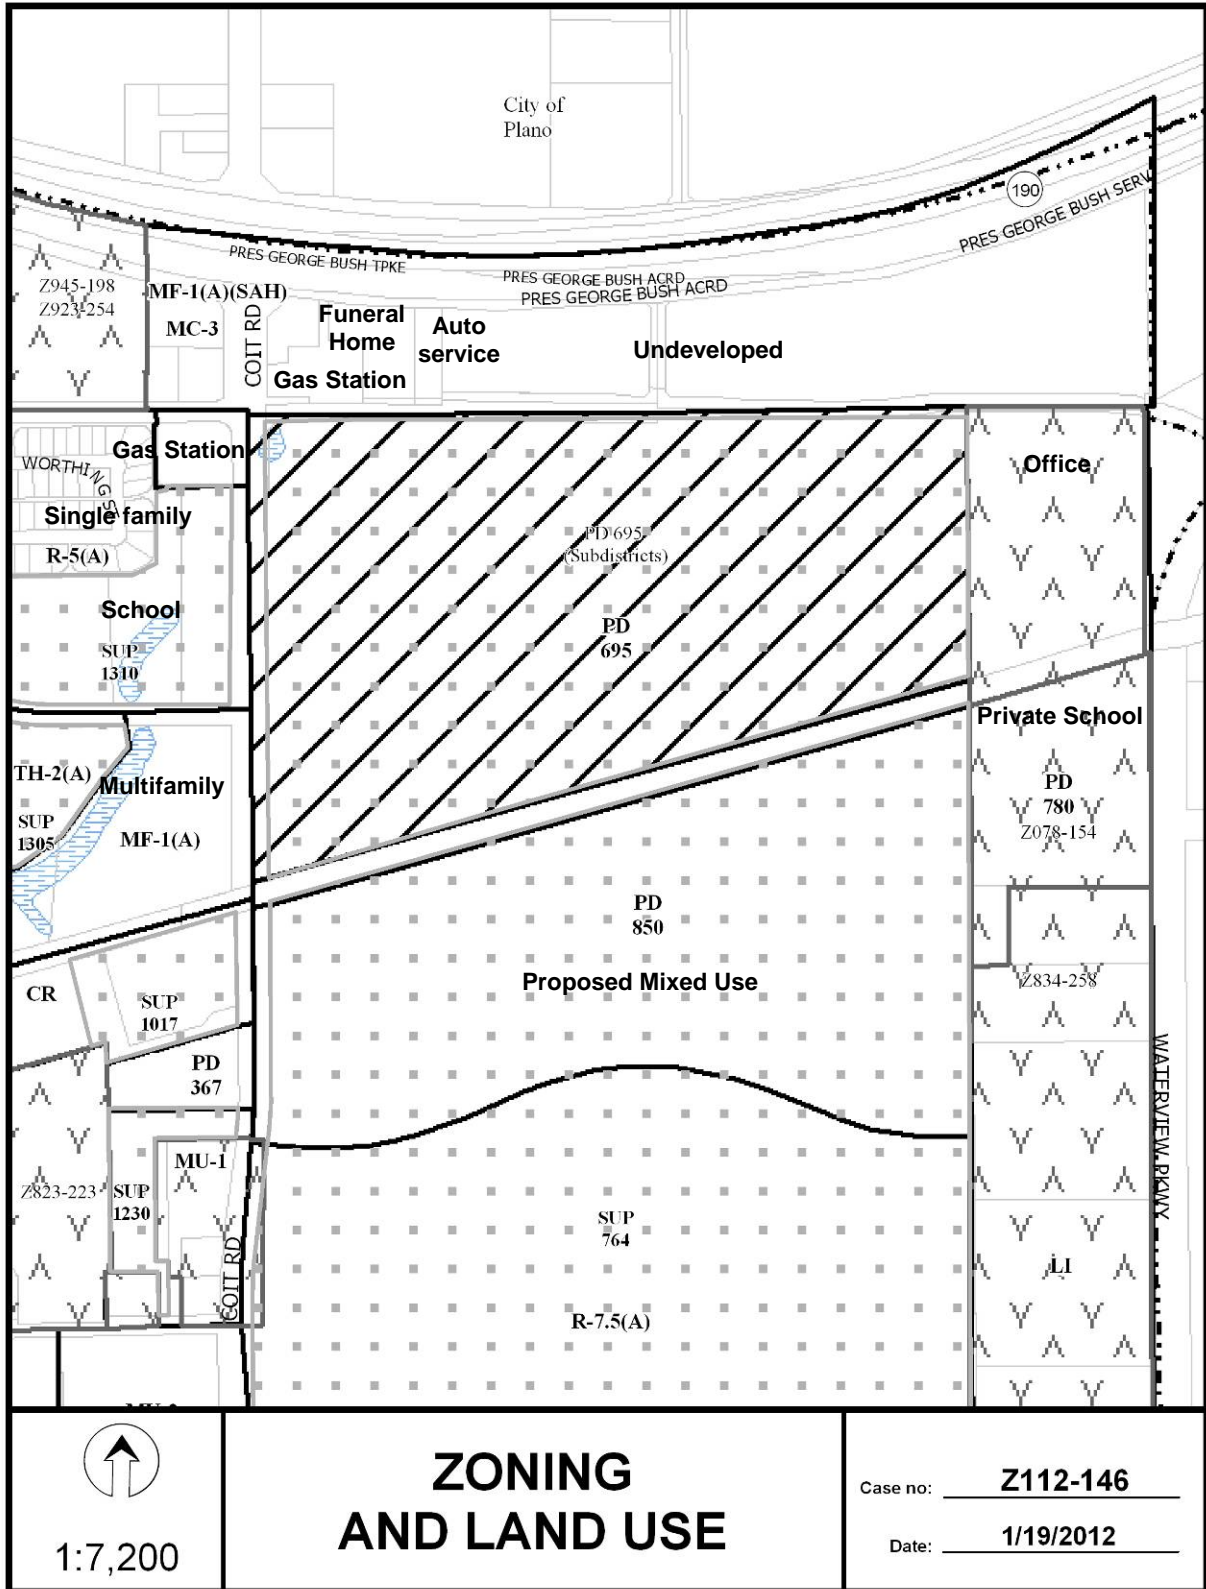 City of
Plano
190
PRES GEORGE BUSH SERV
PRES GEORGE BUSH TPKE
PRES GEORGE BUSH ACRD
PRES GEORGE BUSH ACRD
Z945-198
Z923-254
MF-1(A)(SAH)
MC-3
COIT RD
Funeral
Home
Auto
service
Gas Station
Undeveloped
Gas Station
WORTHING
Single family
R-5(A)
School
SUP
1310
PD 695
(Subdistricts)
PD
695
Office
Private School
PD
780
Z078-154
TH-2(A)
Multifamily
SUP
1305
MF-1(A)
PD
850
Proposed Mixed Use
Z834-258
CR
SUP
1017
PD
367
MU-1
Z823-223
SUP
1230
COIT RD
SUP
764
R-7.5(A)
LI
WATERVIEW PKWY
1:7,200
ZONING
AND LAND USE
Case no: Z112-146
Date: 1/19/2012